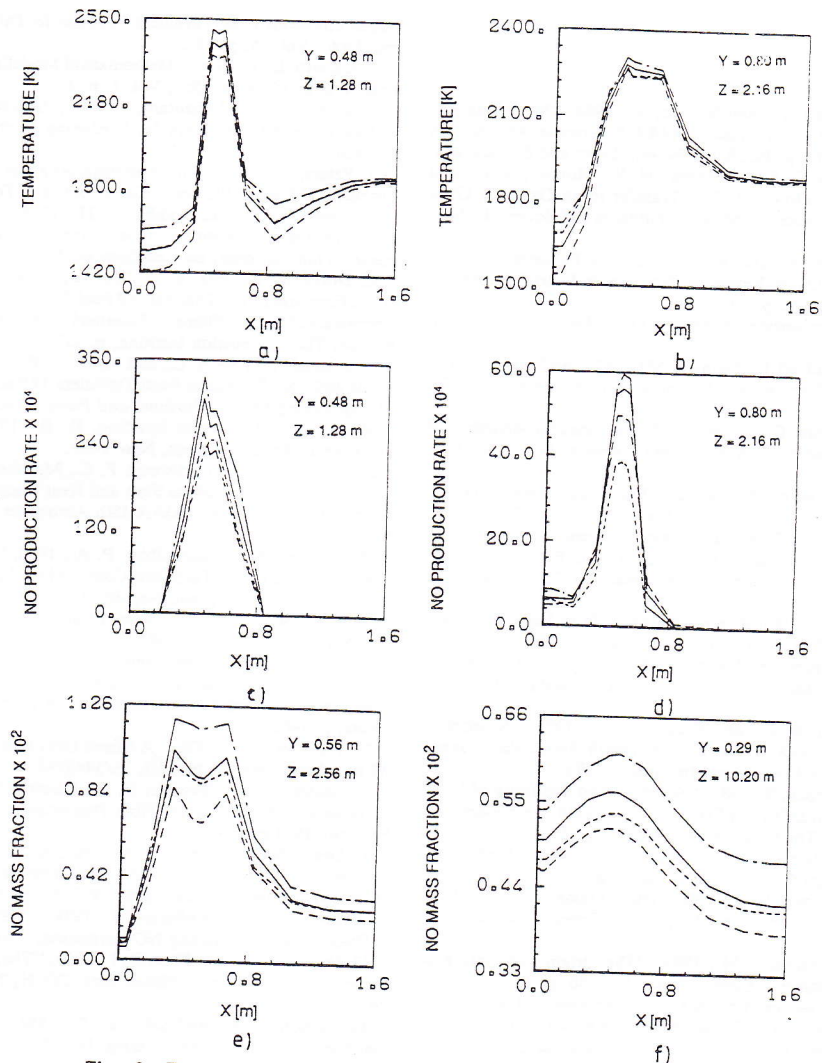 2560.
2180.
1800.
1420.
TEMPERATURE [K]
Y = 0.48 m
Z = 1.28 m
0.0 0.8 1.6
X [m]
a)
2400.
2200.
1800.
1500.
TEMPERATURE [K]
Y = 0.80 m
Z = 2.16 m
0.0 0.8 1.6
X [m]
b)
360.
240.
120.
0.
NO PRODUCTION RATE X 10⁴
Y = 0.48 m
Z = 1.28 m
0.0 0.8 1.6
X [m]
c)
60.0
40.0
20.0
0.0
NO PRODUCTION RATE X 10⁴
Y = 0.80 m
Z = 2.16 m
0.0 0.8 1.6
X [m]
d)
1.26
0.84
0.42
0.00
NO MASS FRACTION X 10²
Y = 0.56 m
Z = 2.56 m
0.0 0.8 1.6
X [m]
e)
0.66
0.55
0.44
0.33
NO MASS FRACTION X 10²
Y = 0.29 m
Z = 10.20 m
0.0 0.8 1.6
X [m]
f)